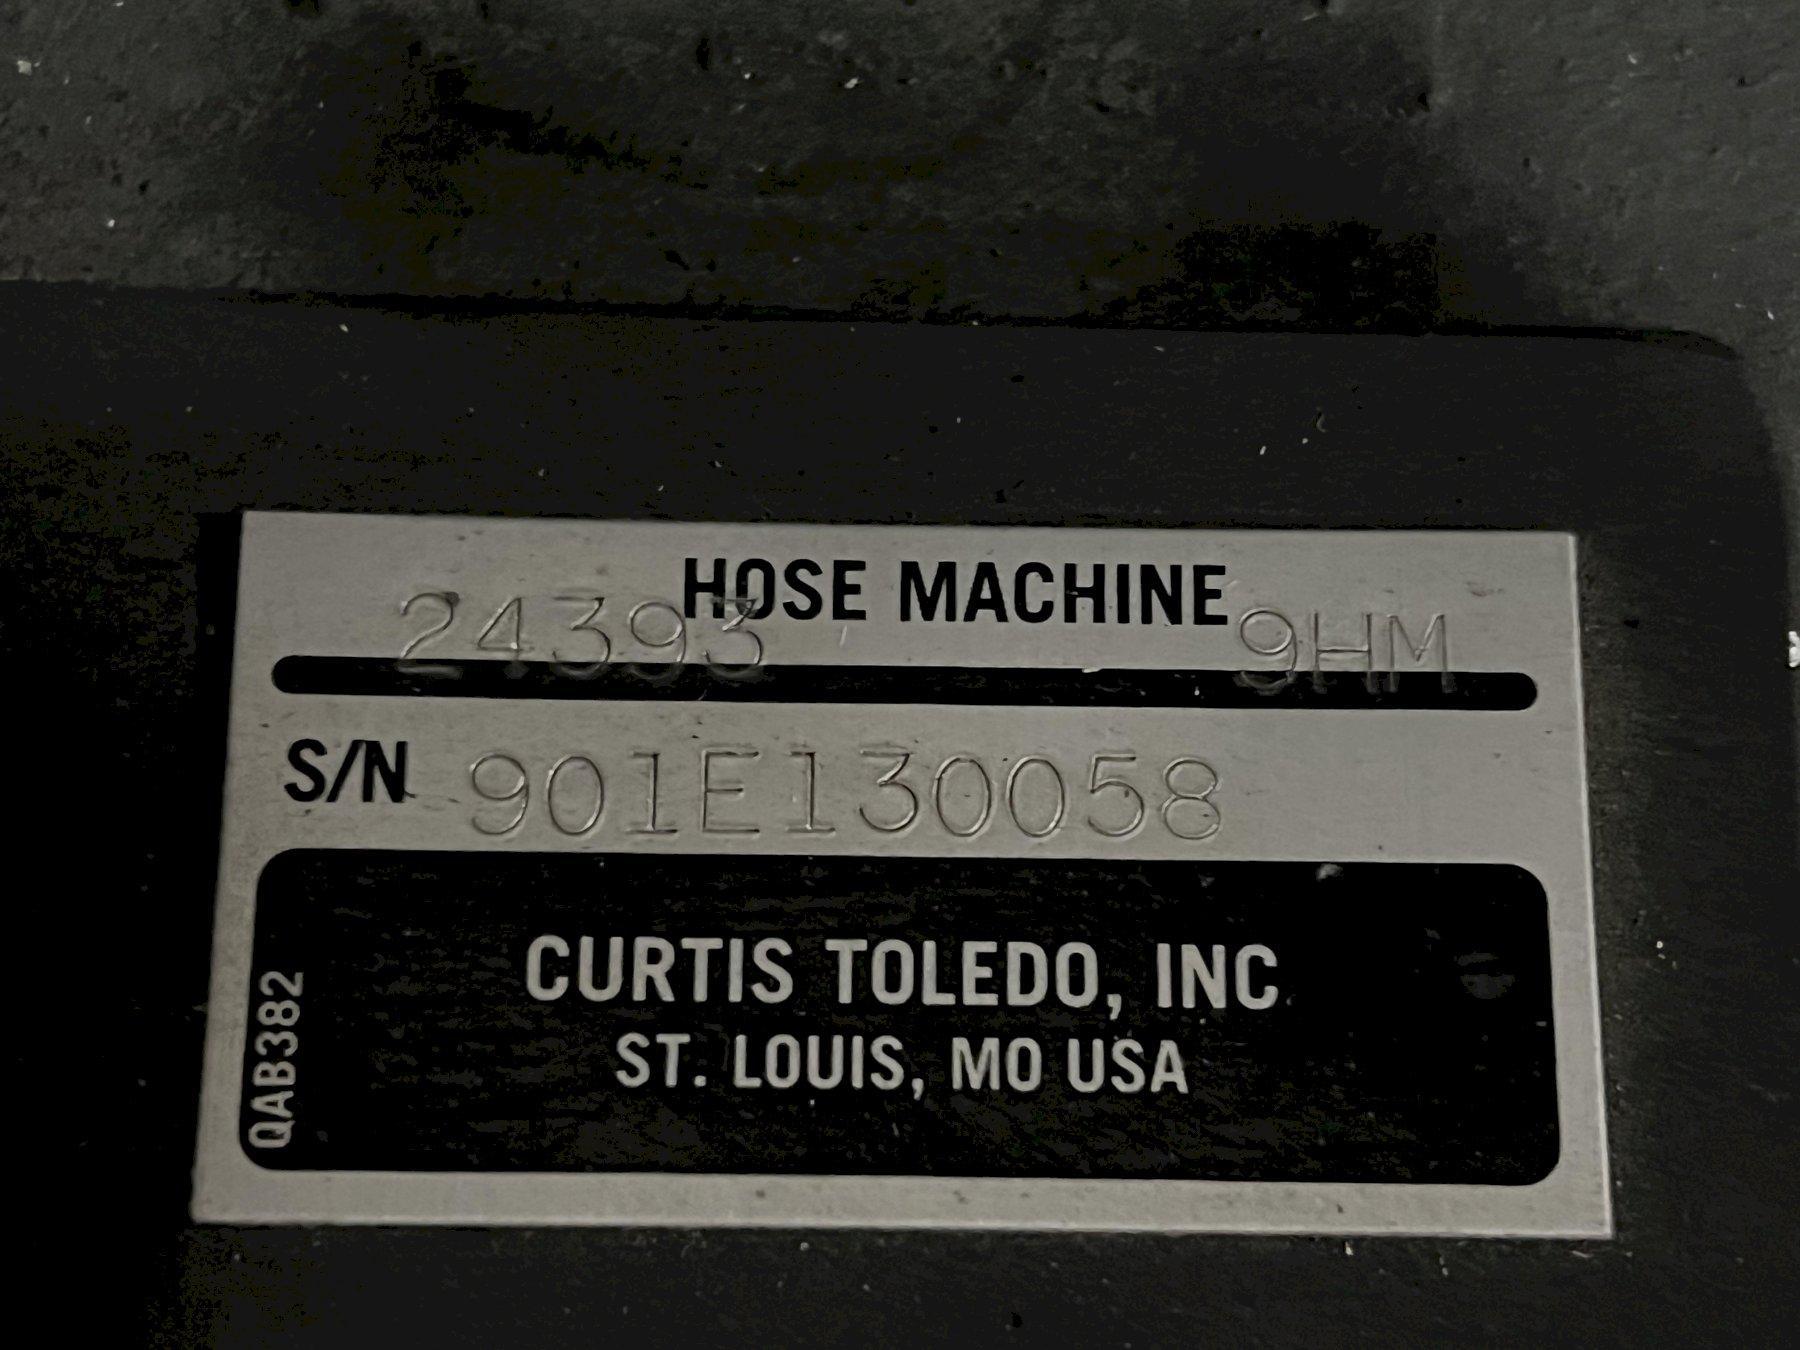 HOSE MACHINE
24393 9HM
S/N 901E130058
CURTIS TOLEDO, INC
ST. LOUIS, MO USA
QAB382